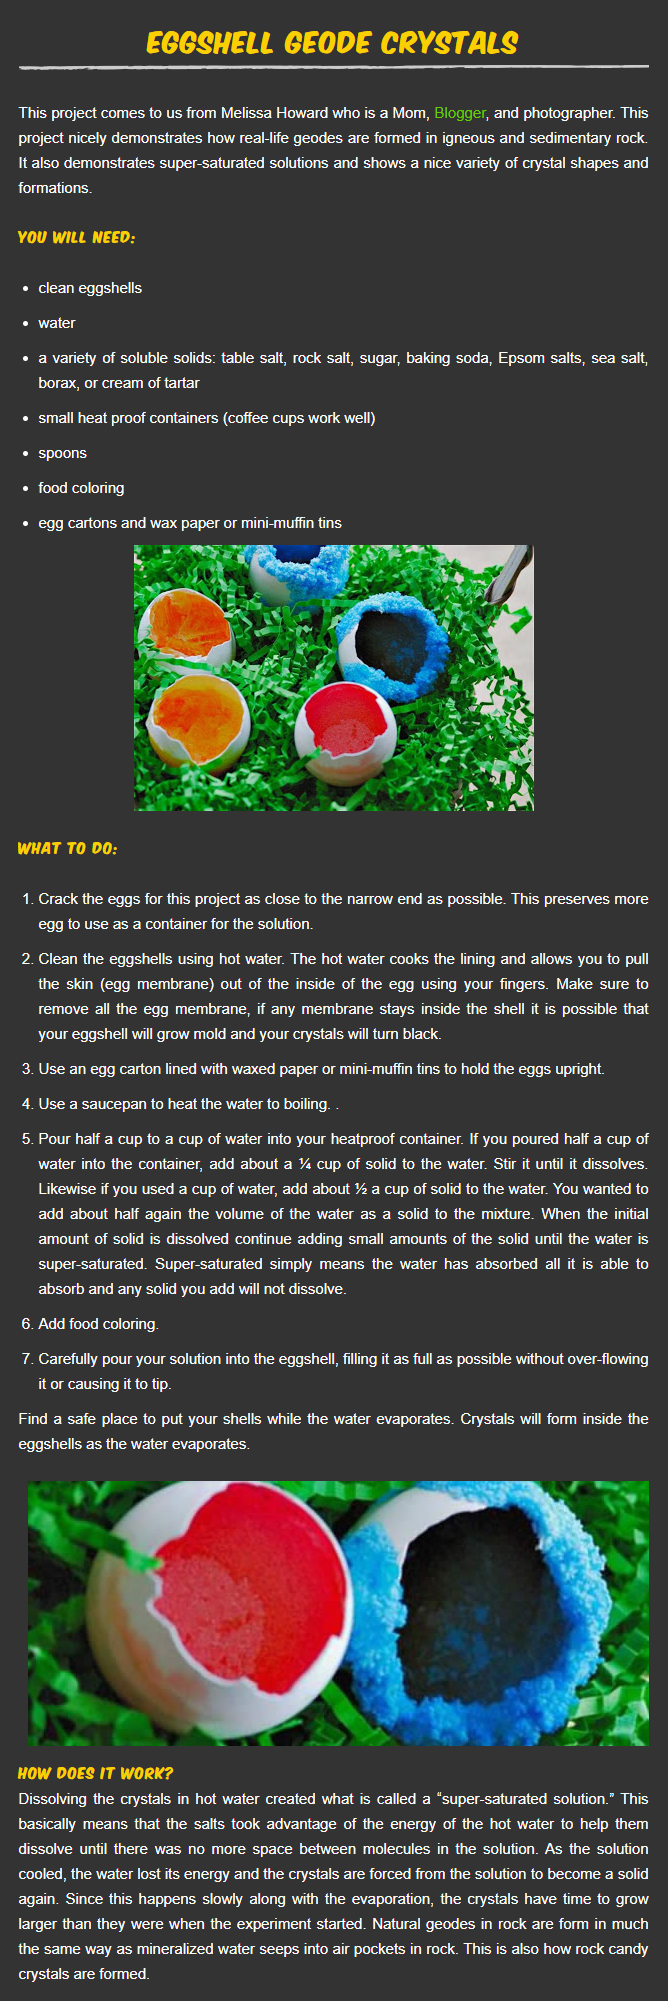 EGGSHELL GEODE CRYSTALS
This project comes to us from Melissa Howard who is a Mom, Blogger, and photographer. This
project nicely demonstrates how real-life geodes are formed in igneous and sedimentary rock.
It also demonstrates super-saturated solutions and shows a nice variety of crystal shapes and
formations.
YOU WILL NEED:
• clean eggshells
• water
• a variety of soluble solids: table salt, rock salt, sugar, baking soda, Epsom salts, sea salt,
borax, or cream of tartar
• small heat proof containers (coffee cups work well)
• spoons
• food coloring
• egg cartons and wax paper or mini-muffin tins
WHAT TO DO:
1. Crack the eggs for this project as close to the narrow end as possible. This preserves more
egg to use as a container for the solution.
2. Clean the eggshells using hot water. The hot water cooks the lining and allows you to pull
the skin (egg membrane) out of the inside of the egg using your fingers. Make sure to
remove all the egg membrane, if any membrane stays inside the shell it is possible that
your eggshell will grow mold and your crystals will turn black.
3. Use an egg carton lined with waxed paper or mini-muffin tins to hold the eggs upright.
4. Use a saucepan to heat the water to boiling. .
5. Pour half a cup to a cup of water into your heatproof container. If you poured half a cup of
water into the container, add about a ¼ cup of solid to the water. Stir it until it dissolves.
Likewise if you used a cup of water, add about ½ a cup of solid to the water. You wanted to
add about half again the volume of the water as a solid to the mixture. When the initial
amount of solid is dissolved continue adding small amounts of the solid until the water is
super-saturated. Super-saturated simply means the water has absorbed all it is able to
absorb and any solid you add will not dissolve.
6. Add food coloring.
7. Carefully pour your solution into the eggshell, filling it as full as possible without over-flowing
it or causing it to tip.
Find a safe place to put your shells while the water evaporates. Crystals will form inside the
eggshells as the water evaporates.
HOW DOES IT WORK?
Dissolving the crystals in hot water created what is called a “super-saturated solution.” This
basically means that the salts took advantage of the energy of the hot water to help them
dissolve until there was no more space between molecules in the solution. As the solution
cooled, the water lost its energy and the crystals are forced from the solution to become a solid
again. Since this happens slowly along with the evaporation, the crystals have time to grow
larger than they were when the experiment started. Natural geodes in rock are form in much
the same way as mineralized water seeps into air pockets in rock. This is also how rock candy
crystals are formed.